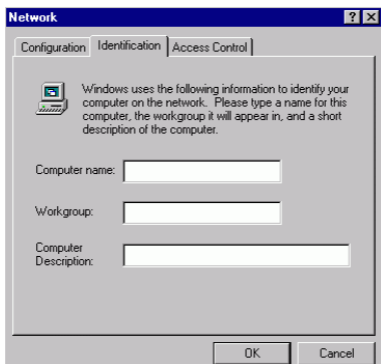 Network
Configuration Identification Access Control
Windows uses the following information to identify your
computer on the network. Please type a name for this
computer, the workgroup it will appear in, and a short
description of the computer.
Computer name:
Workgroup:
Computer
Description:
OK Cancel